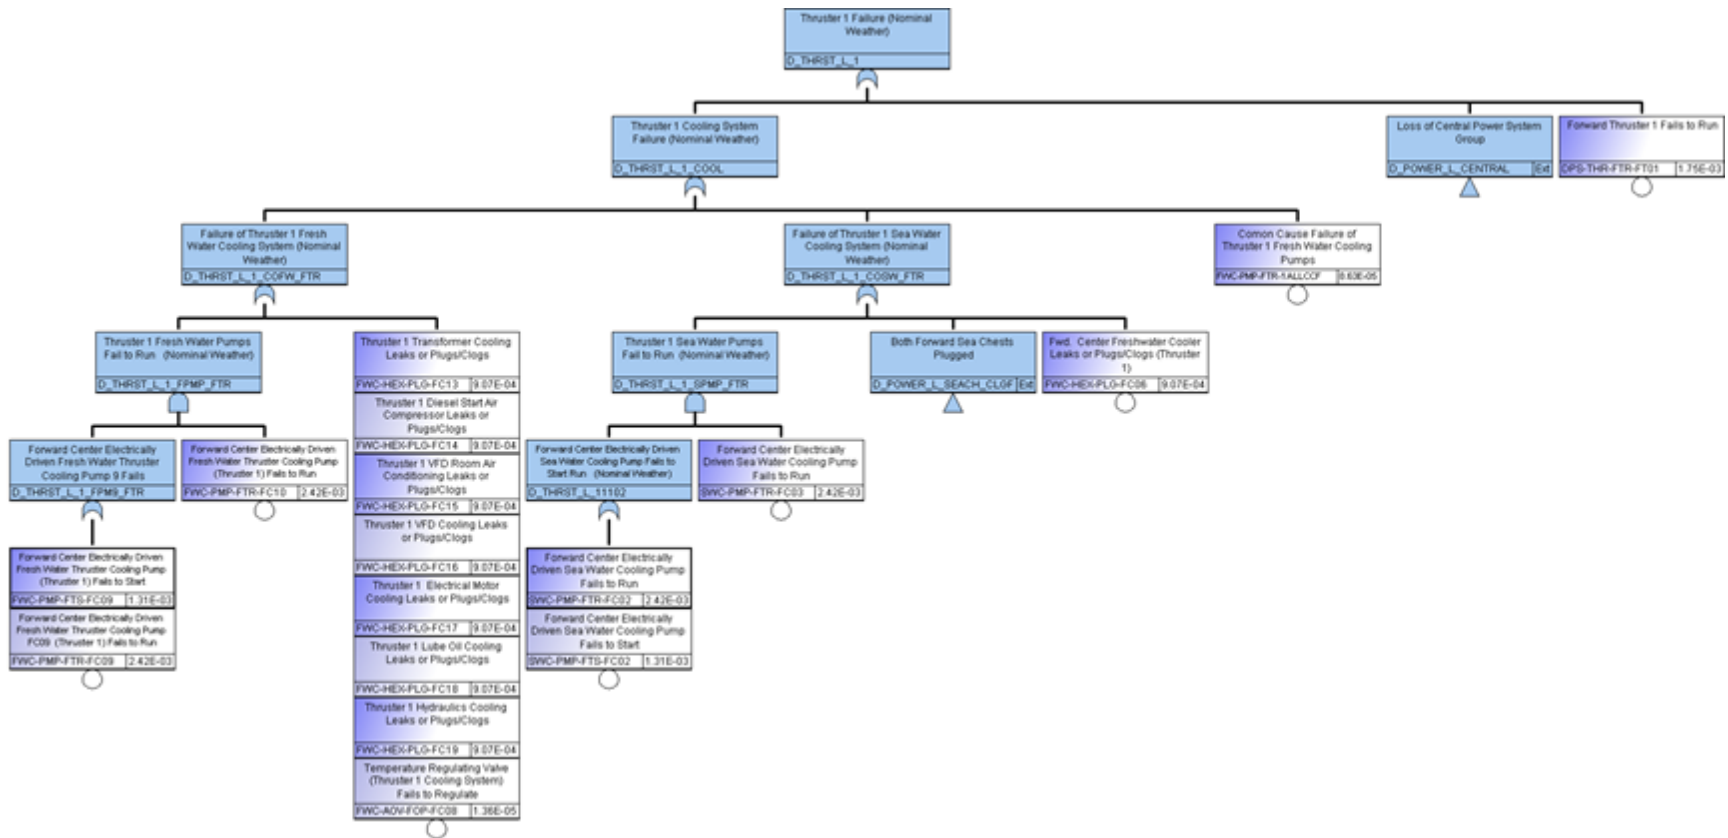 Thruster 1 Failure (Nominal
Weather)
D_THRST_L_1
Thruster 1 Cooling System
Failure (Nominal Weather)
D_THRST_L_1_COOL
Loss of Central Power System
Group
D_POWER_L_CENTRAL Ext
Forward Thruster 1 Fails to Run
DPS-THR-FTR-FT01 1.75E-03
Failure of Thruster 1 Fresh
Water Cooling System (Nominal
Weather)
D_THRST_L_1_COFW_FTR
Failure of Thruster 1 Sea Water
Cooling System (Nominal
Weather)
D_THRST_L_1_COSW_FTR
Comon Cause Failure of
Thruster 1 Fresh Water Cooling
Pumps
FWC-PMP-FTR-1ALLCCF 8.63E-05
Thruster 1 Fresh Water Pumps
Fail to Run (Nominal Weather)
D_THRST_L_1_FPMP_FTR
Thruster 1 Transformer Cooling
Leaks or Plugs/Clogs
FWC-HEX-PLG-FC13 9.07E-04
Thruster 1 Diesel Start Air
Compressor Leaks or
Plugs/Clogs
FWC-HEX-PLG-FC14 9.07E-04
Thruster 1 VFD Room Air
Conditioning Leaks or
Plugs/Clogs
FWC-HEX-PLG-FC15 9.07E-04
Thruster 1 VFD Cooling Leaks
or Plugs/Clogs
FWC-HEX-PLG-FC16 9.07E-04
Thruster 1 Electrical Motor
Cooling Leaks or Plugs/Clogs
FWC-HEX-PLG-FC17 9.07E-04
Thruster 1 Lube Oil Cooling
Leaks or Plugs/Clogs
FWC-HEX-PLG-FC18 9.07E-04
Thruster 1 Hydraulics Cooling
Leaks or Plugs/Clogs
FWC-HEX-PLG-FC19 9.07E-04
Temperature Regulating Valve
(Thruster 1 Cooling System)
Fails to Regulate
FWC-AOV-FOP-FC08 1.36E-05
Thruster 1 Sea Water Pumps
Fail to Run (Nominal Weather)
D_THRST_L_1_SPMP_FTR
Both Forward Sea Chests
Plugged
D_POWER_L_SEACH_CLGF Ext
Fwd. Center Freshwater Cooler
Leaks or Plugs/Clogs (Thruster
1)
FWC-HEX-PLG-FC06 9.07E-04
Forward Center Electrically
Driven Fresh Water Thruster
Cooling Pump 9 Fails
D_THRST_L_1_FPM9_FTR
Forward Center Electrically Driven
Fresh Water Thruster Cooling Pump
(Thruster 1) Fails to Run
FWC-PMP-FTR-FC10 2.42E-03
Forward Center Electrically Driven
Sea Water Cooling Pump Fails to
Start Run (Nominal Weather)
D_THRST_L_11102
Forward Center Electrically
Driven Sea Water Cooling Pump
Fails to Run
SWC-PMP-FTR-FC03 2.42E-03
Forward Center Electrically Driven
Fresh Water Thruster Cooling Pump
(Thruster 1) Fails to Start
FWC-PMP-FTS-FC09 1.31E-03
Forward Center Electrically Driven
Fresh Water Thruster Cooling Pump
FC09 (Thruster 1) Fails to Run
FWC-PMP-FTR-FC09 2.42E-03
Forward Center Electrically
Driven Sea Water Cooling Pump
Fails to Run
SWC-PMP-FTR-FC02 2.42E-03
Forward Center Electrically
Driven Sea Water Cooling Pump
Fails to Start
SWC-PMP-FTS-FC02 1.31E-03